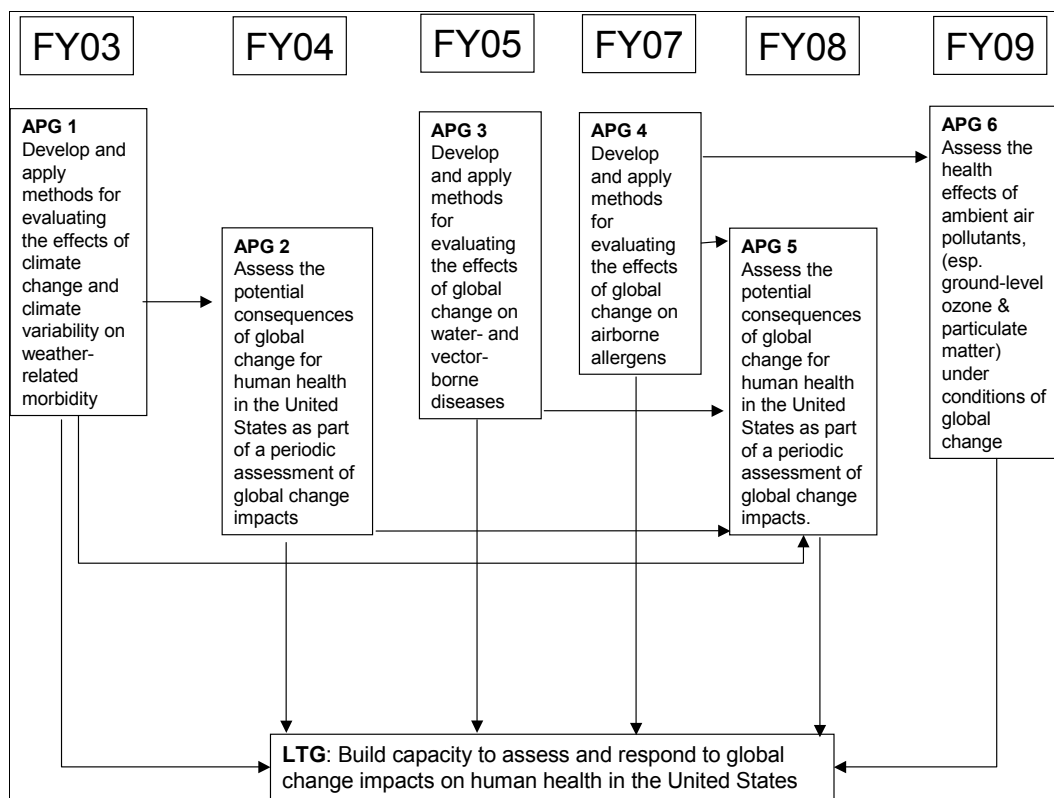 FY03
FY04
FY05
FY07
FY08
FY09
APG 1
Develop and
apply
methods for
evaluating
the effects of
climate
change and
climate
variability on
weather-
related
morbidity
APG 2
Assess the
potential
consequences
of global
change for
human health
in the United
States as part
of a periodic
assessment of
global change
impacts
APG 3
Develop
and apply
methods
for
evaluating
the effects
of global
change on
water- and
vector-
borne
diseases
APG 4
Develop
and apply
methods
for
evaluating
the effects
of global
change on
airborne
allergens
APG 5
Assess the
potential
consequences
of global
change for
human health
in the United
States as part
of a periodic
assessment of
global change
impacts.
APG 6
Assess the
health
effects of
ambient air
pollutants,
(esp.
ground-level
ozone &
particulate
matter)
under
conditions of
global
change
LTG: Build capacity to assess and respond to global
change impacts on human health in the United States